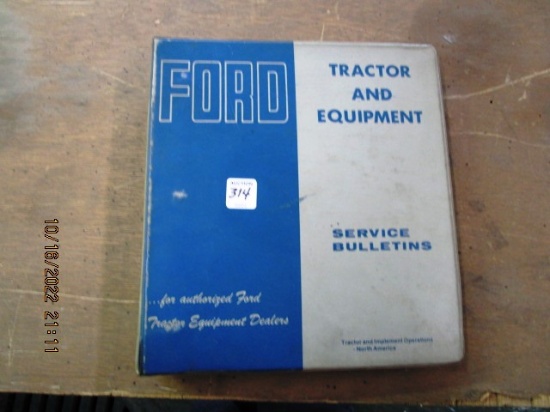 FORD
TRACTOR
AND
EQUIPMENT
314
SERVICE
BULLETINS
...for authorized Ford
Tractor Equipment Dealers
Tractor and Implement Operations
North America
10/16/2022 21:11